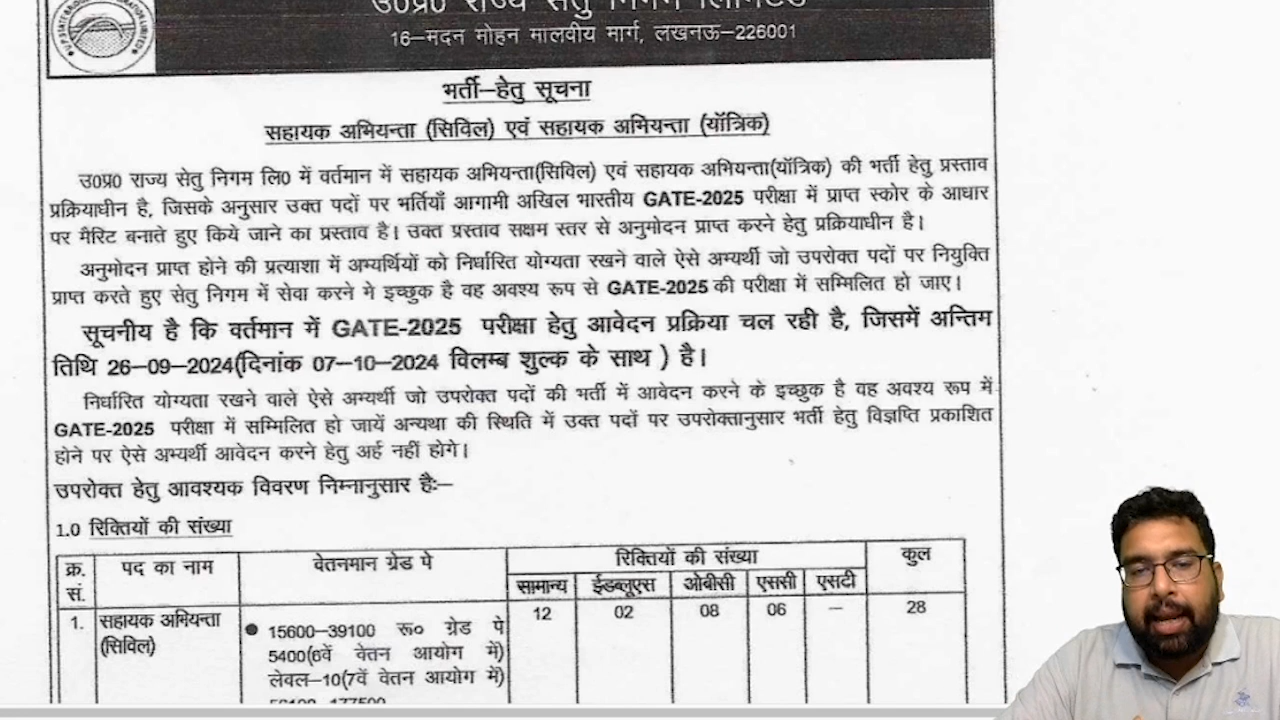 उ0प्र0 राज्य सेतु निगम लिमिटेड
16–मदन मोहन मालवीय मार्ग, लखनऊ–226001
भर्ती–हेतु सूचना
सहायक अभियन्ता (सिविल) एवं सहायक अभियन्ता (यॉत्रिक)
उ0प्र0 राज्य सेतु निगम लि0 में वर्तमान में सहायक अभियन्ता(सिविल) एवं सहायक अभियन्ता(यॉत्रिक) की भर्ती हेतु प्रस्ताव
प्रक्रियाधीन है, जिसके अनुसार उक्त पदों पर भर्तियाँ आगामी अखिल भारतीय GATE-2025 परीक्षा में प्राप्त स्कोर के आधार
पर मैरिट बनाते हुए किये जाने का प्रस्ताव है। उक्त प्रस्ताव सक्षम स्तर से अनुमोदन प्राप्त करने हेतु प्रक्रियाधीन है।
अनुमोदन प्राप्त होने की प्रत्याशा में अभ्यर्थियों को निर्धारित योग्यता रखने वाले ऐसे अभ्यर्थी जो उपरोक्त पदों पर नियुक्ति
प्राप्त करते हुए सेतु निगम में सेवा करने मे इच्छुक है वह अवश्य रूप से GATE-2025 की परीक्षा में सम्मिलित हो जाए।
सूचनीय है कि वर्तमान में GATE-2025 परीक्षा हेतु आवेदन प्रक्रिया चल रही है, जिसमें अन्तिम
तिथि 26-09-2024(दिनांक 07–10–2024 विलम्ब शुल्क के साथ ) है।
निर्धारित योग्यता रखने वाले ऐसे अभ्यर्थी जो उपरोक्त पदों की भर्ती में आवेदन करने के इच्छुक है वह अवश्य रूप में
GATE-2025 परीक्षा में सम्मिलित हो जायें अन्यथा की स्थिति में उक्त पदों पर उपरोक्तानुसार भर्ती हेतु विज्ञप्ति प्रकाशित
होने पर ऐसे अभ्यर्थी आवेदन करने हेतु अर्ह नहीं होगे।
उपरोक्त हेतु आवश्यक विवरण निम्नानुसार हैः–
1.0 रिक्तियों की संख्या
क्र. सं. पद का नाम वेतनमान ग्रेड पे रिक्तियों की संख्या कुल
सामान्य ईडब्लूएस ओबीसी एससी एसटी
1. सहायक अभियन्ता 12 02 08 06 – 28
(सिविल)
● 15600–39100 रू० ग्रेड पे
5400(6वें वेतन आयोग में)
लेवल–10(7वें वेतन आयोग में)